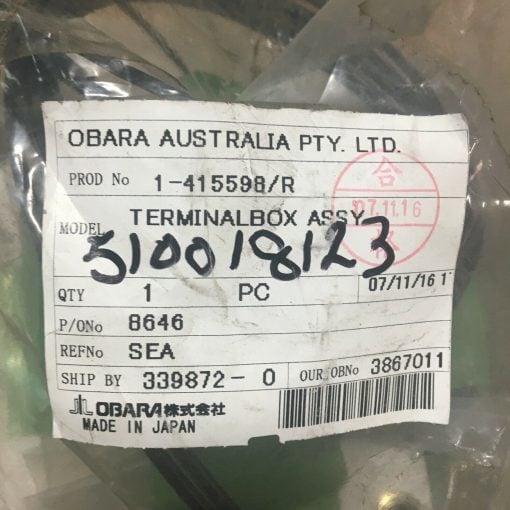 OBARA AUSTRALIA PTY. LTD.
PROD No 1-415598/R
合
'07.11.16
MODEL TERMINALBOX ASSY
510018123
QTY 1 PC 07/11/16
P/ONo 8646
REFNo SEA
SHIP BY 339872-0 OUR OBNo 3867011
OBARA株式会社
MADE IN JAPAN